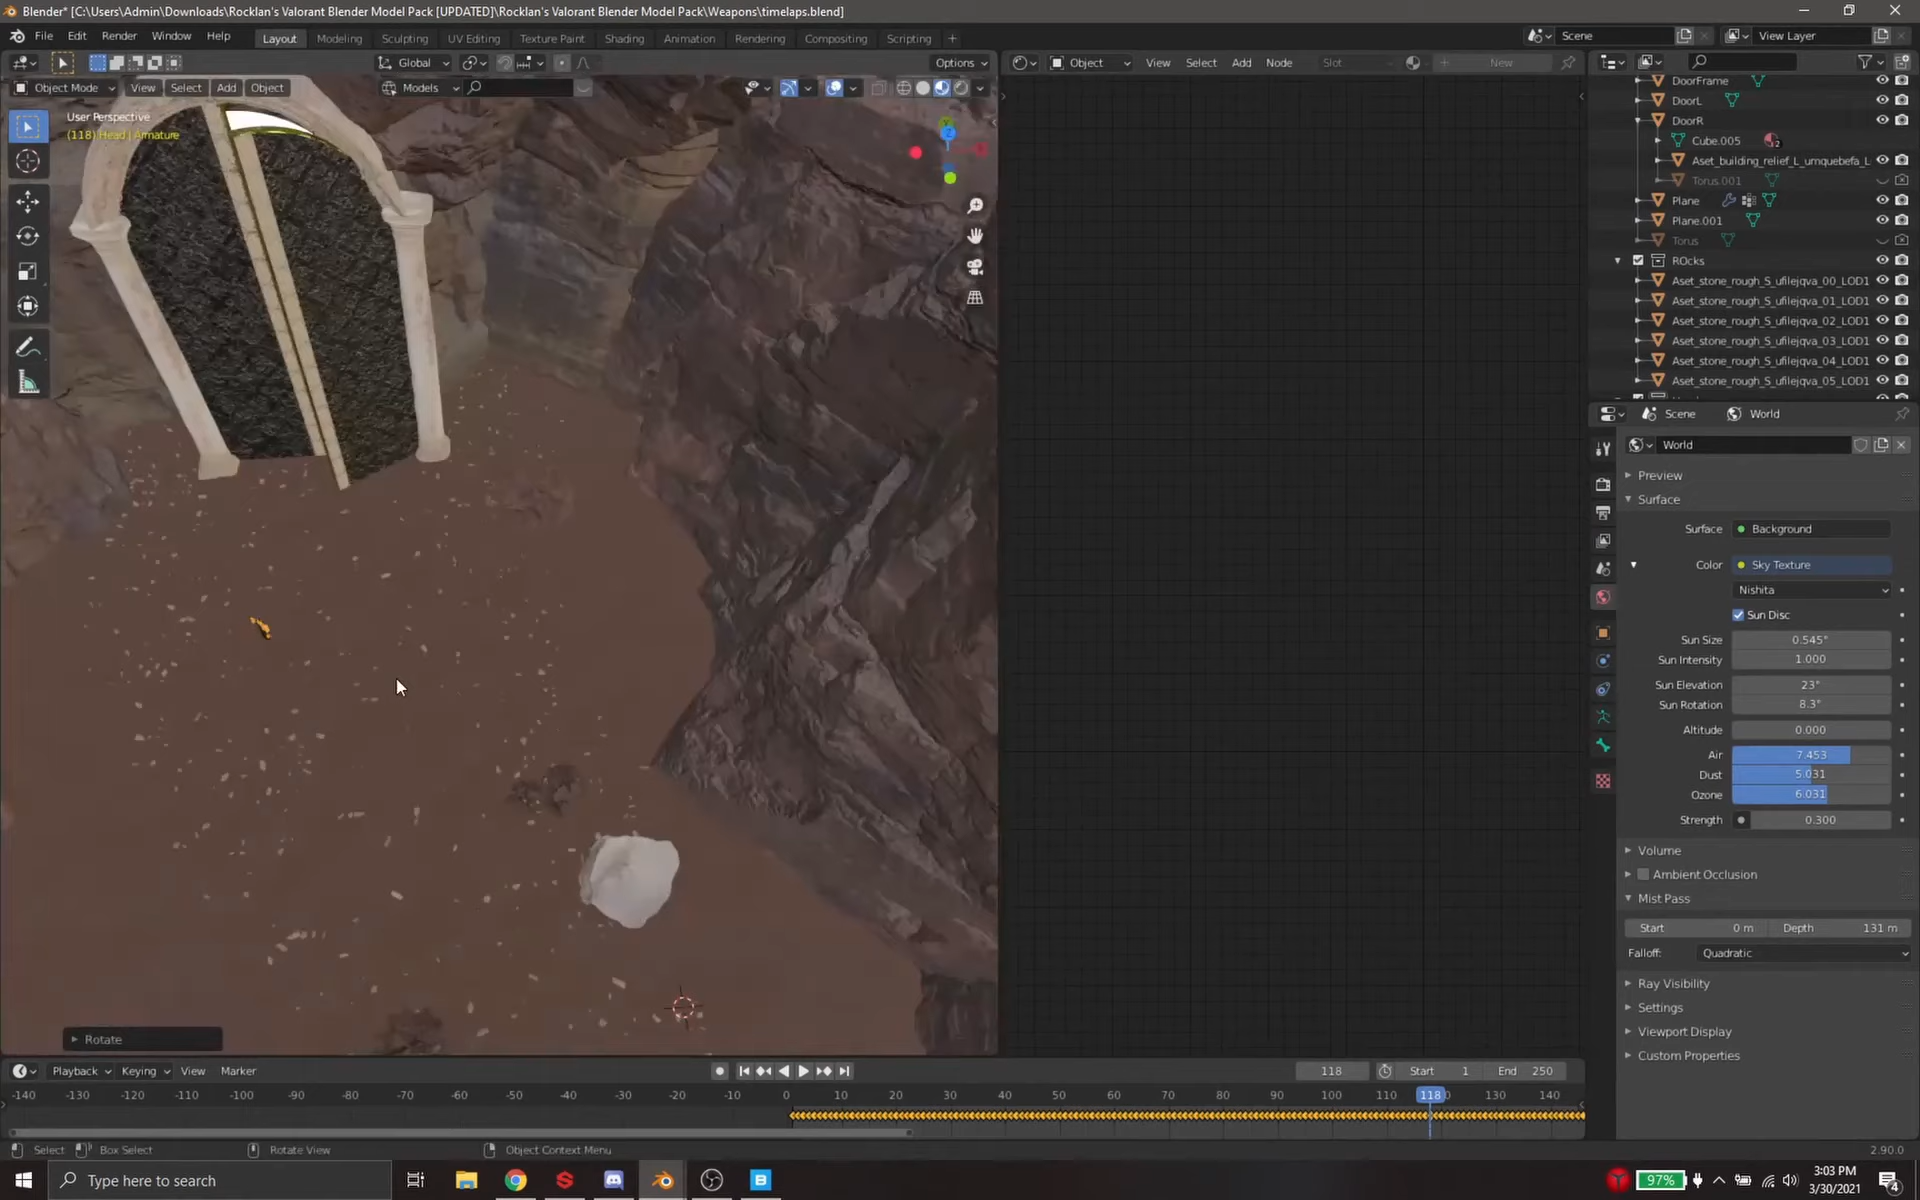 Blender* [C:\Users\Admin\Downloads\Rocklan's Valorant Blender Model Pack [UPDATED]\Rocklan's Valorant Blender Model Pack\Weapons\timelaps.blend]
File Edit Render Window Help Layout Modeling Sculpting UV Editing Texture Paint Shading Animation Rendering Compositing Scripting + Scene View Layer
Global Options Object View Select Add Node Slot New
Object Mode View Select Add Object Models
User Perspective
(118) Head | Armature
DoorFrame
DoorL
DoorR
Cube.005 2
Aset_building_relief_L_umquebefa_L
Torus.001
Plane
Plane.001
Torus
ROcks
Aset_stone_rough_S_ufilejqva_00_LOD1
Aset_stone_rough_S_ufilejqva_01_LOD1
Aset_stone_rough_S_ufilejqva_02_LOD1
Aset_stone_rough_S_ufilejqva_03_LOD1
Aset_stone_rough_S_ufilejqva_04_LOD1
Aset_stone_rough_S_ufilejqva_05_LOD1
Scene World
World
Preview
Surface
Surface Background
Color Sky Texture
Nishita
Sun Disc
Sun Size 0.545°
Sun Intensity 1.000
Sun Elevation 23°
Sun Rotation 8.3°
Altitude 0.000
Air 7.453
Dust 5.031
Ozone 6.031
Strength 0.300
Volume
Ambient Occlusion
Mist Pass
Start 0 m Depth 131 m
Falloff: Quadratic
Ray Visibility
Settings
Viewport Display
Custom Properties
Rotate
Playback Keying View Marker 118 Start 1 End 250
-140 -130 -120 -110 -100 -90 -80 -70 -60 -50 -40 -30 -20 -10 0 10 20 30 40 50 60 70 80 90 100 110 118 130 140
Select Box Select Rotate View Object Context Menu 2.90.0
Type here to search 97% 3:03 PM
3/30/2021 4